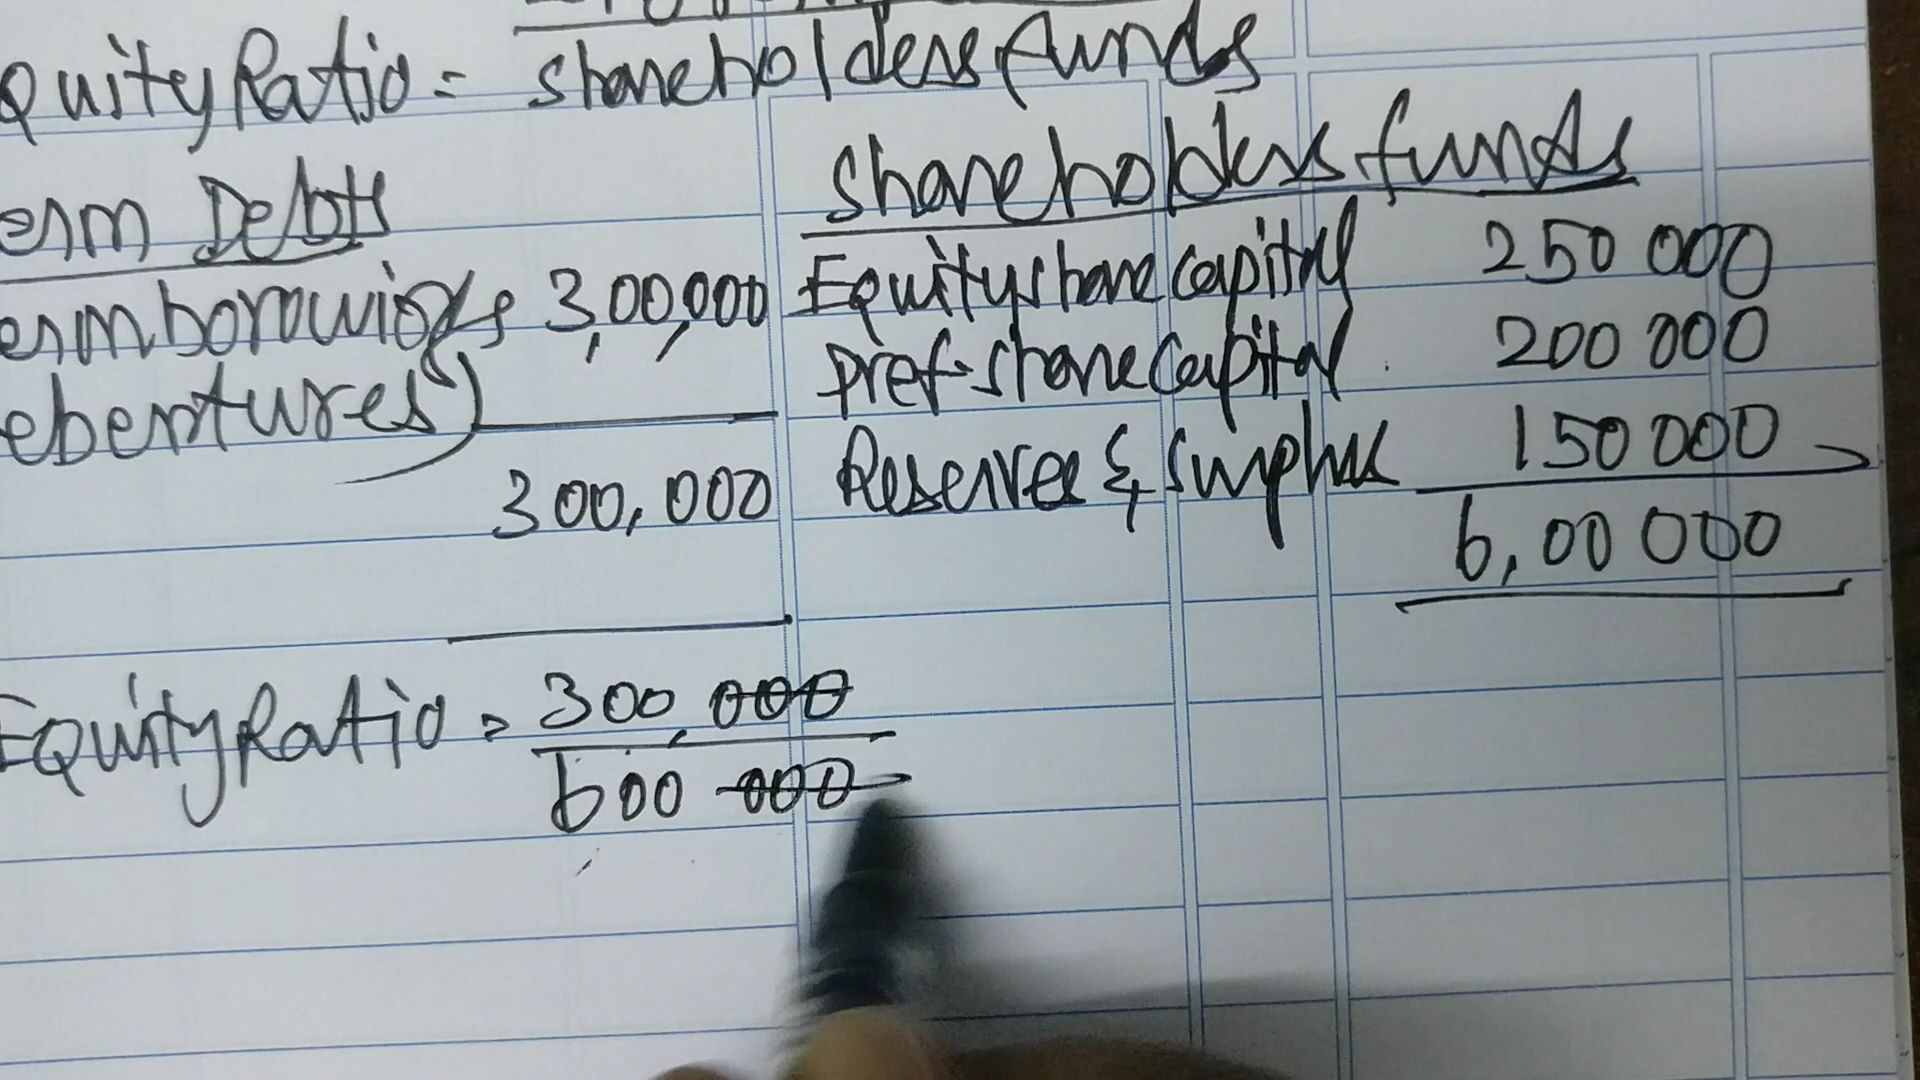 quity Ratio = shareholders funds
shareholders funds
erm Debts
erm borowings 3,00,000
ebentures)
300,000
Equity share capital 250 000
pref. share Capital 200 000
Reserves & surplus 150 000
6,00 000
Equity Ratio = 300,000
600 000